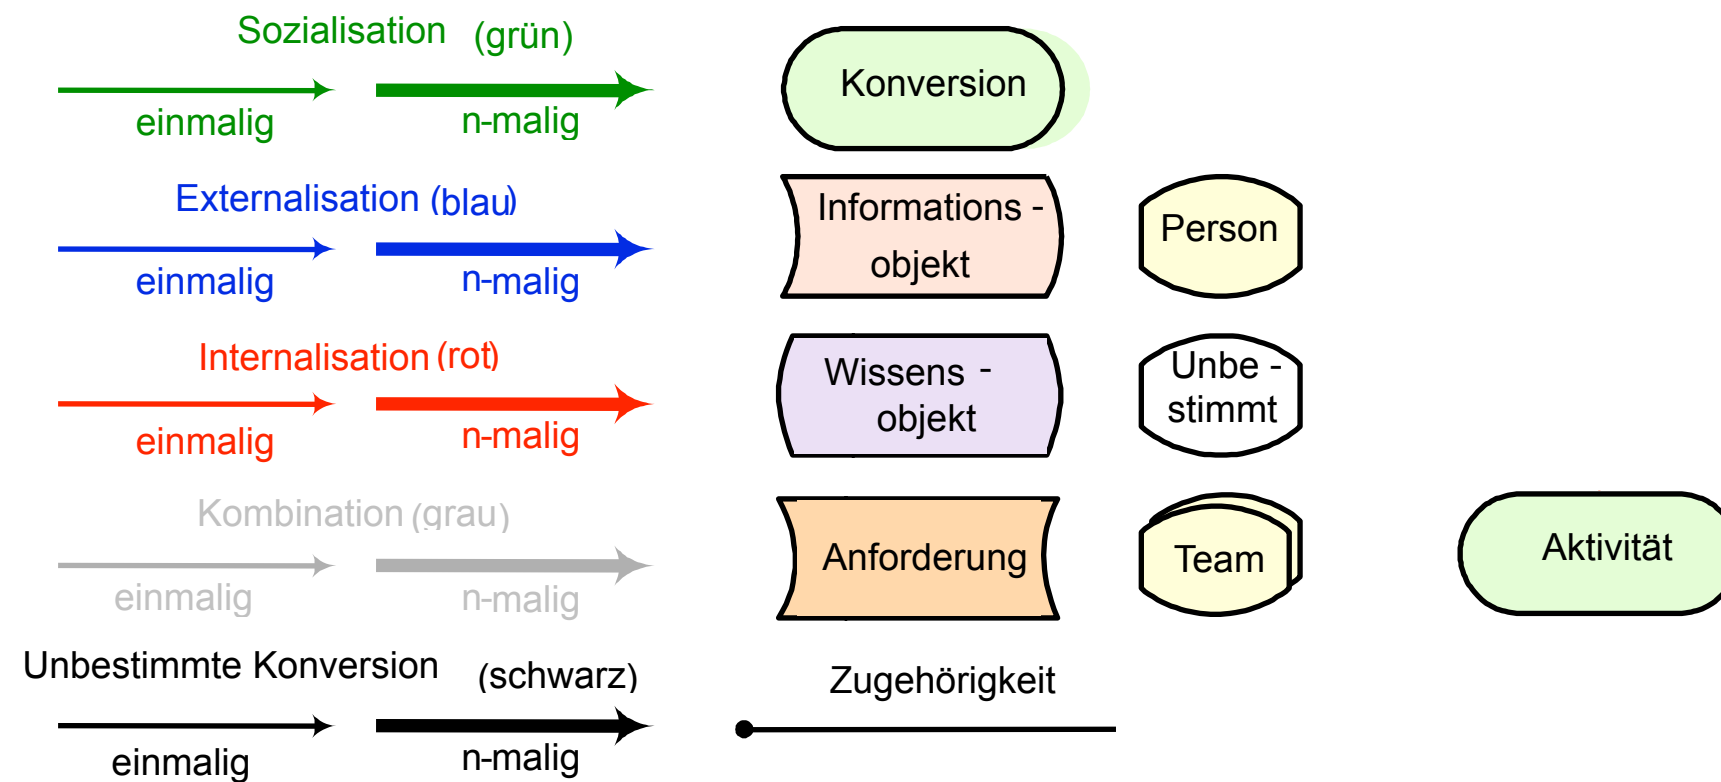 Sozialisation (grün)
einmalig n-malig
Konversion
Externalisation (blau)
einmalig n-malig
Informations -
objekt
Person
Internalisation (rot)
einmalig n-malig
Wissens -
objekt
Unbe -
stimmt
Kombination (grau)
einmalig n-malig
Anforderung
Team
Aktivität
Unbestimmte Konversion (schwarz)
einmalig n-malig
Zugehörigkeit